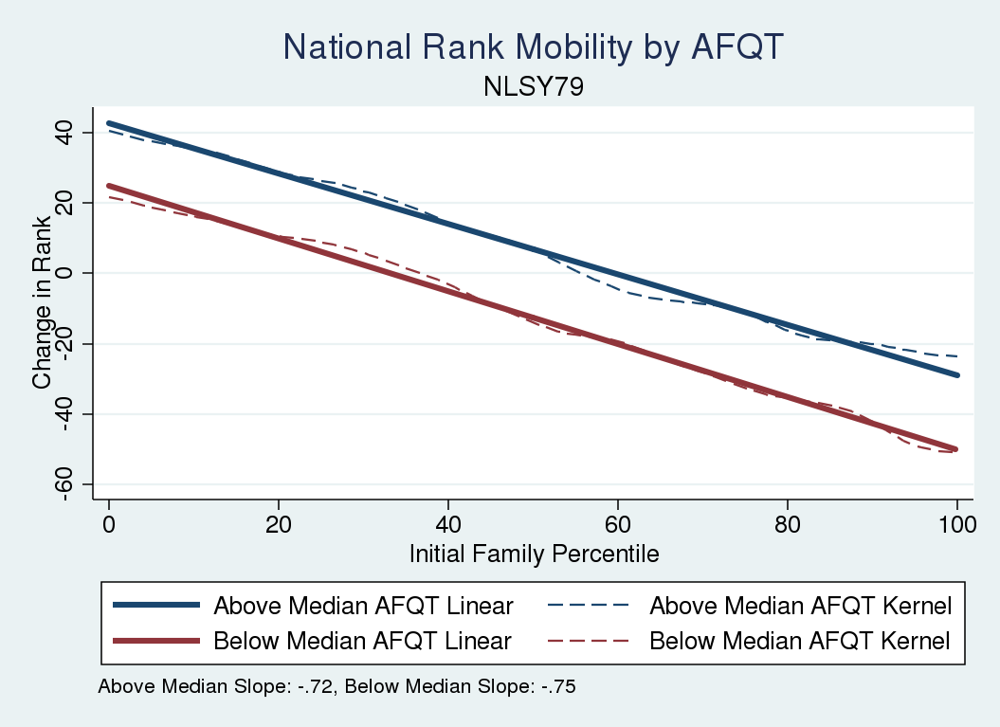 National Rank Mobility by AFQT
NLSY79
Change in Rank
40
20
0
-20
-40
-60
0 20 40 60 80 100
Initial Family Percentile
Above Median AFQT Linear Above Median AFQT Kernel
Below Median AFQT Linear Below Median AFQT Kernel
Above Median Slope: -.72, Below Median Slope: -.75